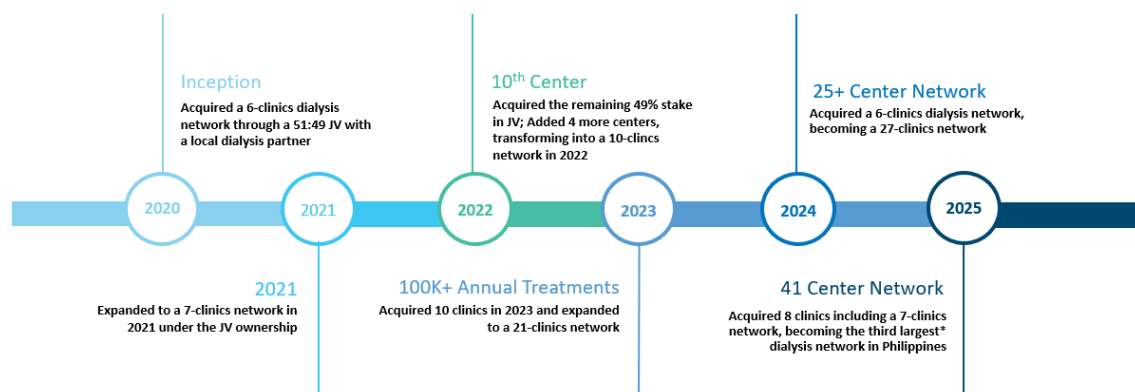 Inception
Acquired a 6-clinics dialysis
network through a 51:49 JV with
a local dialysis partner
10th Center
Acquired the remaining 49% stake
in JV; Added 4 more centers,
transforming into a 10-clincs
network in 2022
25+ Center Network
Acquired a 6-clinics dialysis network,
becoming a 27-clinics network
2020
2021
2022
2023
2024
2025
2021
Expanded to a 7-clinics network in
2021 under the JV ownership
100K+ Annual Treatments
Acquired 10 clinics in 2023 and expanded
to a 21-clinics network
41 Center Network
Acquired 8 clinics including a 7-clinics
network, becoming the third largest*
dialysis network in Philippines